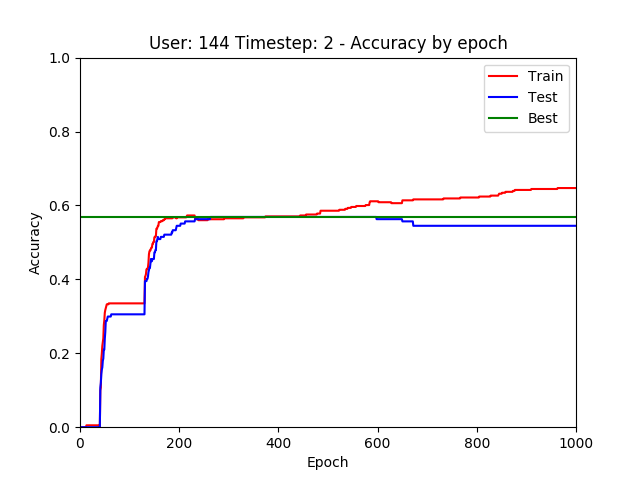 User: 144 Timestep: 2 - Accuracy by epoch
Train
Test
Best
1.0
0.8
0.6
0.4
0.2
0.0
Accuracy
0 200 400 600 800 1000
Epoch